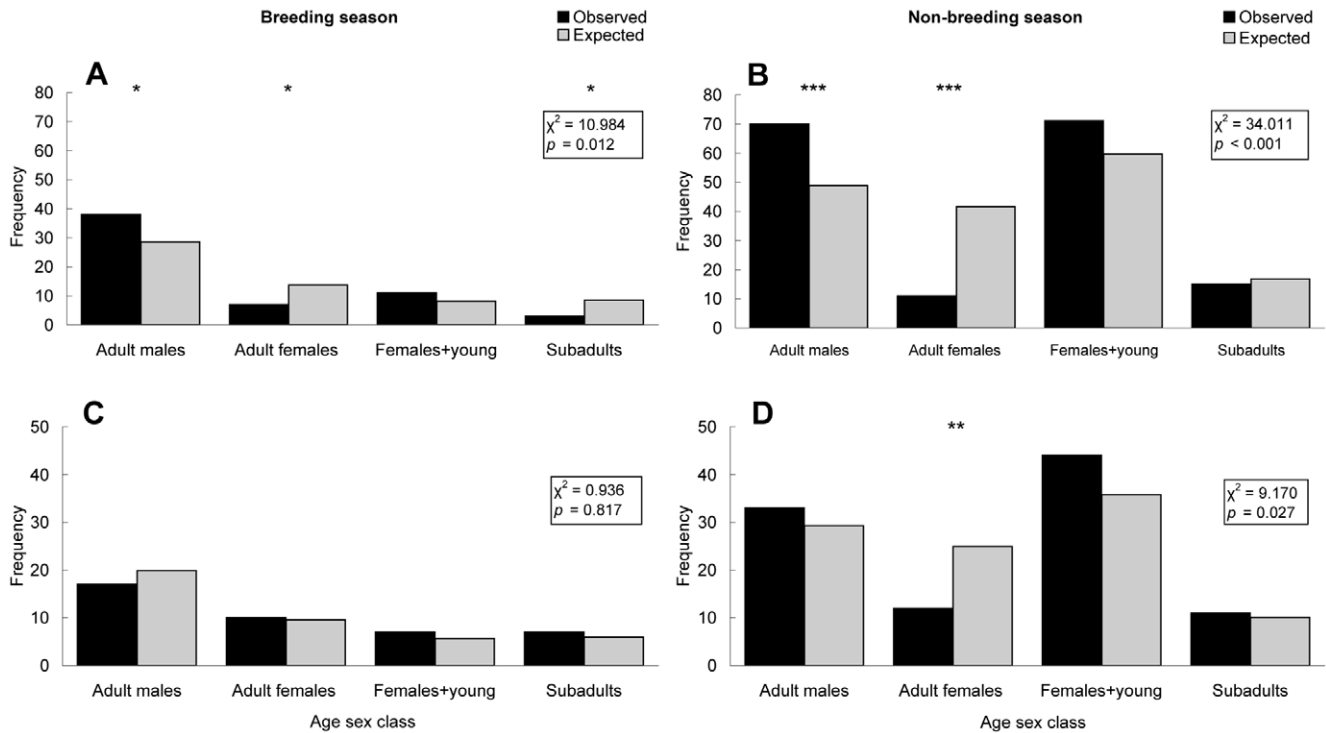 Breeding season
Observed
Expected
Non-breeding season
Observed
Expected
A
* * *
χ² = 10.984
p = 0.012
80
70
60
50
40
30
20
10
0
Frequency
Adult males Adult females Females+young Subadults
B
*** ***
χ² = 34.011
p < 0.001
80
70
60
50
40
30
20
10
0
Frequency
Adult males Adult females Females+young Subadults
C
χ² = 0.936
p = 0.817
50
40
30
20
10
0
Frequency
Adult males Adult females Females+young Subadults
Age sex class
D
**
χ² = 9.170
p = 0.027
50
40
30
20
10
0
Frequency
Adult males Adult females Females+young Subadults
Age sex class